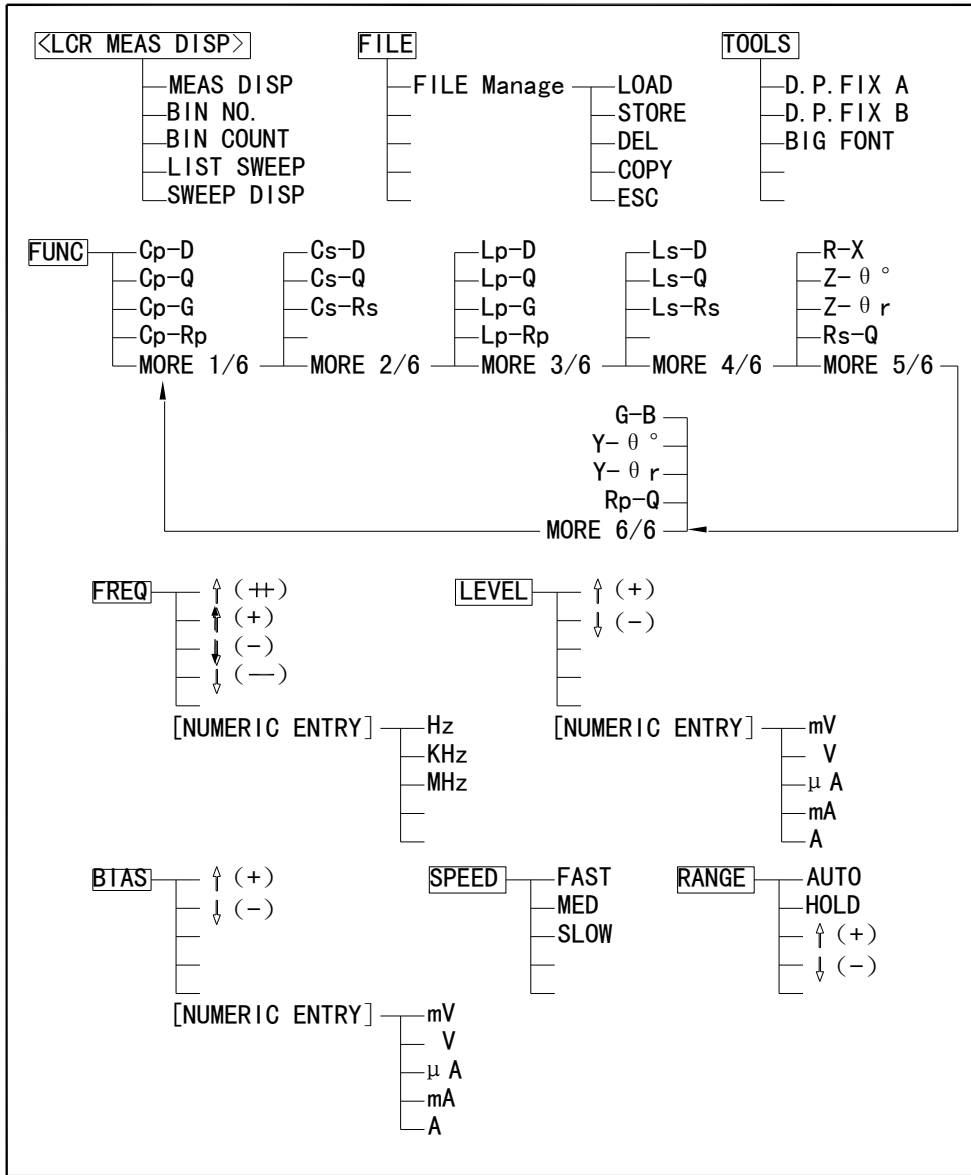 <LCR MEAS DISP>
MEAS DISP
BIN NO.
BIN COUNT
LIST SWEEP
SWEEP DISP
FILE
FILE Manage
LOAD
STORE
DEL
COPY
ESC
TOOLS
D.P.FIX A
D.P.FIX B
BIG FONT
FUNC
Cp-D
Cp-Q
Cp-G
Cp-Rp
MORE 1/6
Cs-D
Cs-Q
Cs-Rs
MORE 2/6
Lp-D
Lp-Q
Lp-G
Lp-Rp
MORE 3/6
Ls-D
Ls-Q
Ls-Rs
MORE 4/6
R-X
Z-θ°
Z-θr
Rs-Q
MORE 5/6
G-B
Y-θ°
Y-θr
Rp-Q
MORE 6/6
FREQ
↑ (++)
↑ (+)
↓ (-)
↓ (--)
[NUMERIC ENTRY]
Hz
KHz
MHz
LEVEL
↑ (+)
↓ (-)
[NUMERIC ENTRY]
mV
V
μA
mA
A
BIAS
↑ (+)
↓ (-)
[NUMERIC ENTRY]
mV
V
μA
mA
A
SPEED
FAST
MED
SLOW
RANGE
AUTO
HOLD
↑ (+)
↓ (-)